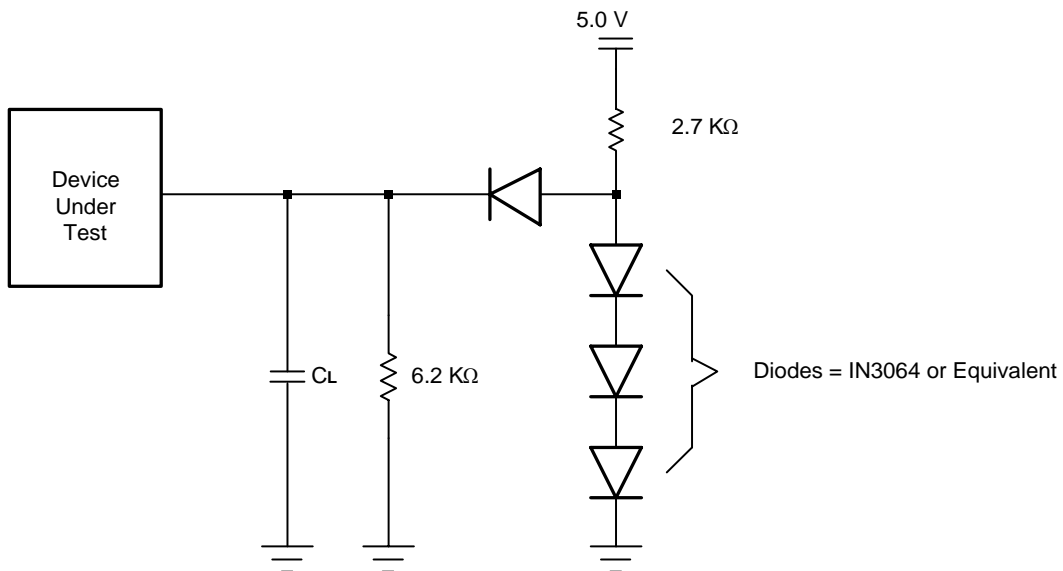 5.0 V
2.7 KΩ
Device
Under
Test
CL
6.2 KΩ
Diodes = IN3064 or Equivalent